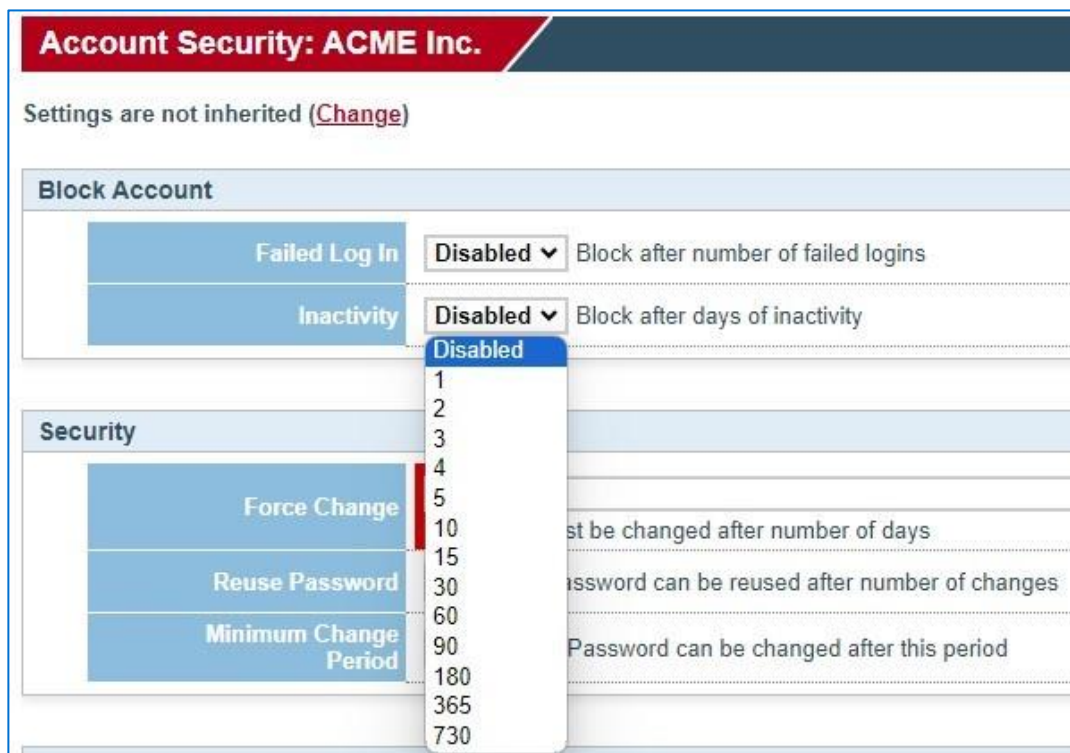 Account Security: ACME Inc.
Settings are not inherited (Change)
Block Account
Failed Log In Disabled Block after number of failed logins
Inactivity Disabled Block after days of inactivity
Disabled
1
2
3
4
5
10
15
30
60
90
180
365
730
Security
Force Change
be changed after number of days
Reuse Password
can be reused after number of changes
Minimum Change
Period
Password can be changed after this period